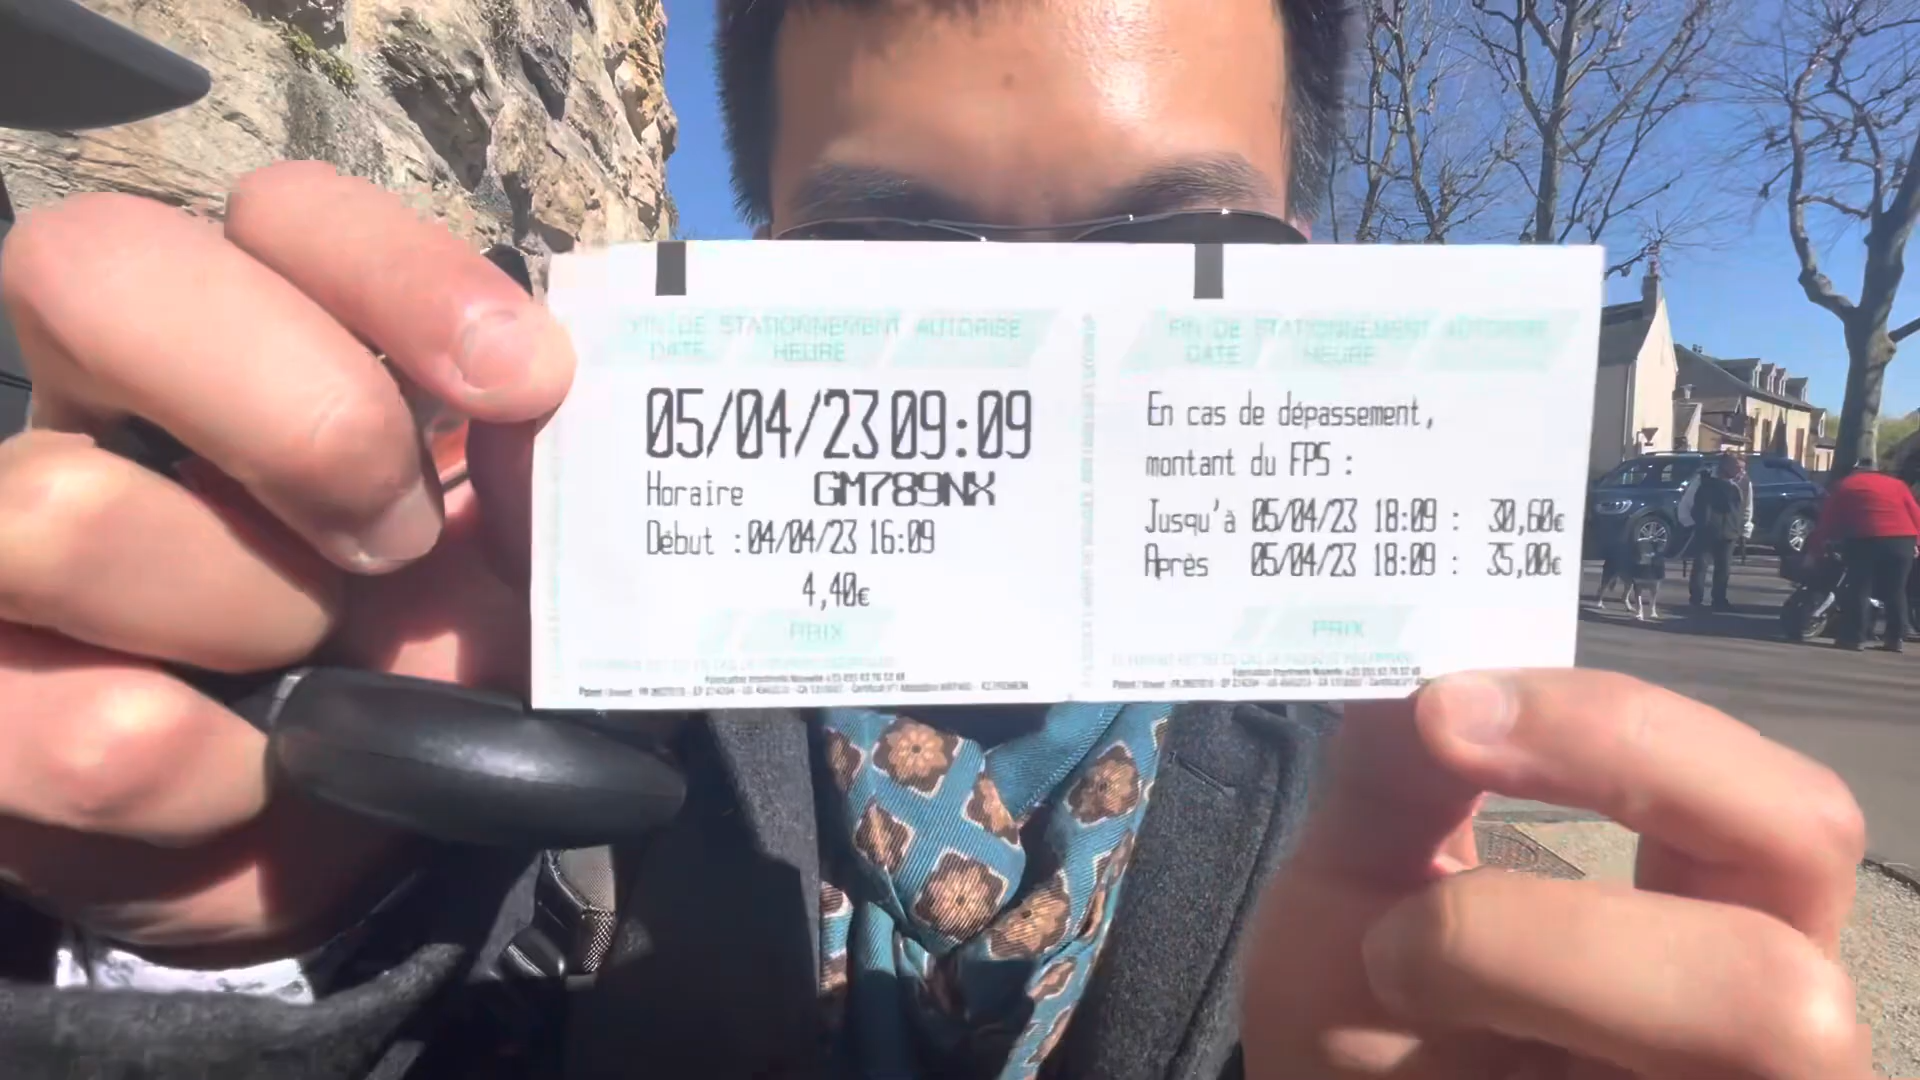 FIN DE STATIONNEMENT AUTORISE
DATE HEURE
05/04/23 09:09
Horaire GM789NX
Début : 04/04/23 16:09
4,40€
PRIX
FIN DE STATIONNEMENT AUTORISE
DATE HEURE
En cas de dépassement,
montant du FPS :
Jusqu'à 05/04/23 18:09 : 30,60€
Après 05/04/23 18:09 : 35,00€
PRIX